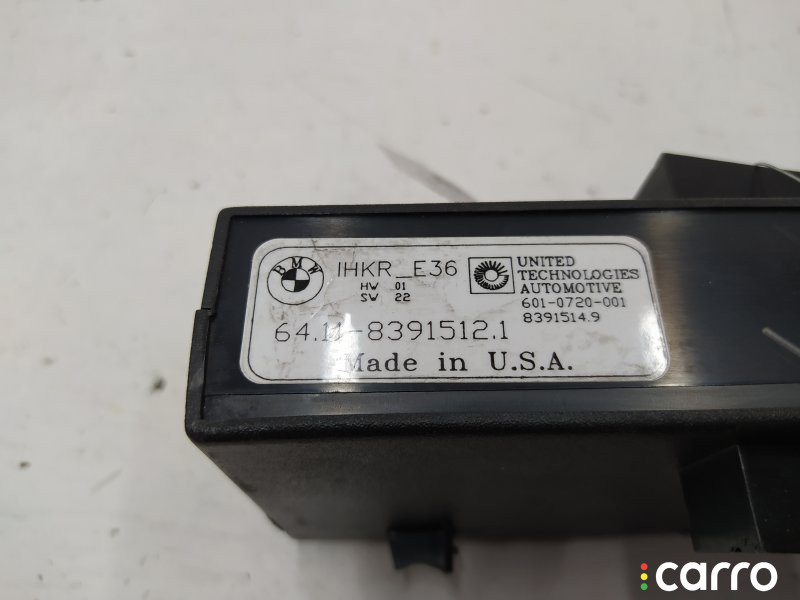 BMW
IHKR_E36
HW 01
SW 22
64.11-8391512.1
Made in U.S.A.
UNITED
TECHNOLOGIES
AUTOMOTIVE
601-0720-001
8391514.9
carro